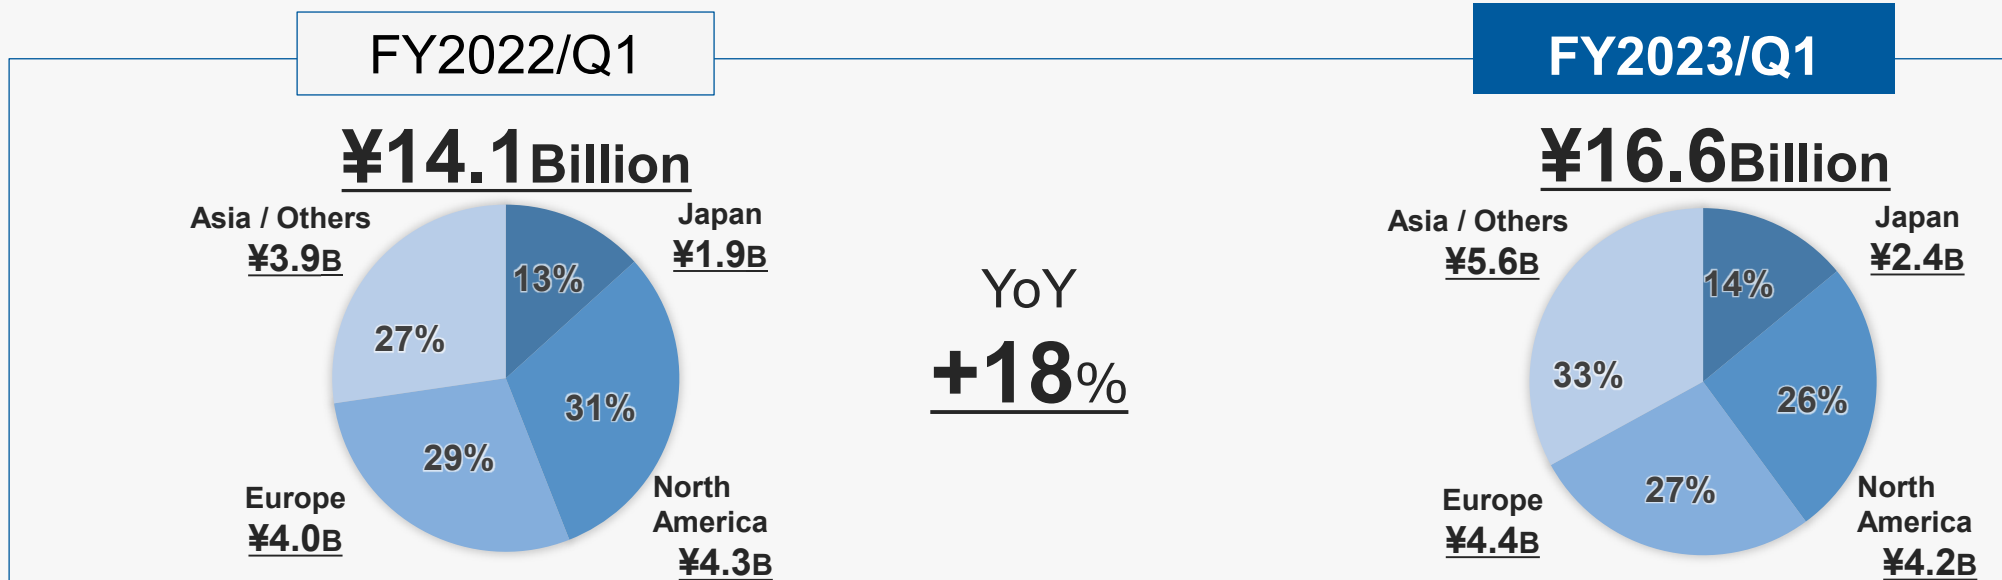 FY2022/Q1
¥14.1Billion
Asia / Others
¥3.9B
Japan
¥1.9B
13%
27%
31%
29%
Europe
¥4.0B
North
America
¥4.3B
YoY
+18%
FY2023/Q1
¥16.6Billion
Asia / Others
¥5.6B
Japan
¥2.4B
14%
33%
26%
27%
Europe
¥4.4B
North
America
¥4.2B